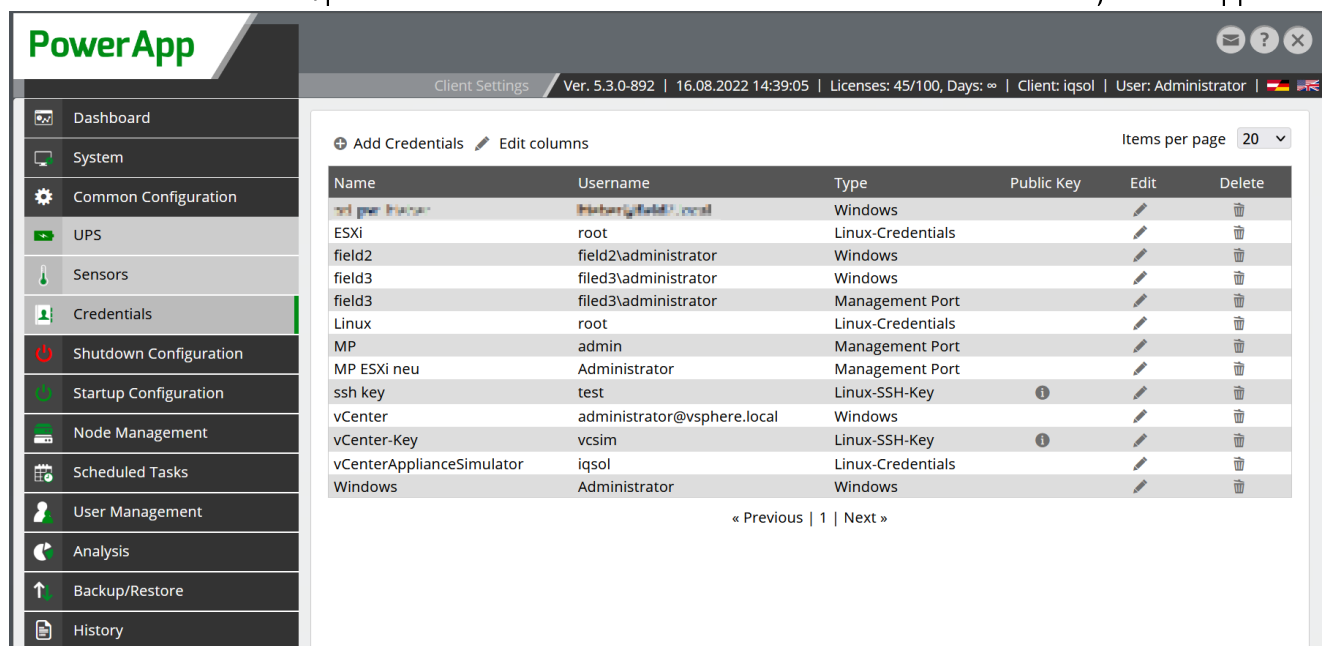 PowerApp
Client Settings Ver. 5.3.0-892 | 16.08.2022 14:39:05 | Licenses: 45/100, Days: ∞ | Client: iqsol | User: Administrator |
Dashboard
System
Common Configuration
UPS
Sensors
Credentials
Shutdown Configuration
Startup Configuration
Node Management
Scheduled Tasks
User Management
Analysis
Backup/Restore
History
Add Credentials Edit columns Items per page 20
Name Username Type Public Key Edit Delete
Windows
ESXi root Linux-Credentials
field2 field2\administrator Windows
field3 filed3\administrator Windows
field3 filed3\administrator Management Port
Linux root Linux-Credentials
MP admin Management Port
MP ESXi neu Administrator Management Port
ssh key test Linux-SSH-Key
vCenter administrator@vsphere.local Windows
vCenter-Key vcsim Linux-SSH-Key
vCenterApplianceSimulator iqsol Linux-Credentials
Windows Administrator Windows
« Previous | 1 | Next »